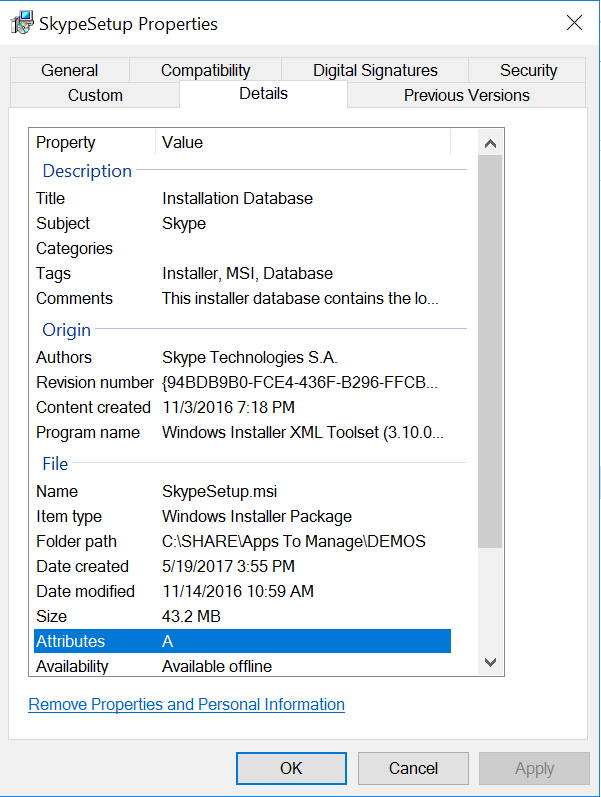 SkypeSetup Properties
General Compatibility Digital Signatures Security
Custom Details Previous Versions
Property Value
Description
Title Installation Database
Subject Skype
Categories
Tags Installer, MSI, Database
Comments This installer database contains the lo...
Origin
Authors Skype Technologies S.A.
Revision number {94BDB9B0-FCE4-436F-B296-FFCB...
Content created 11/3/2016 7:18 PM
Program name Windows Installer XML Toolset (3.10.0...
File
Name SkypeSetup.msi
Item type Windows Installer Package
Folder path C:\SHARE\Apps To Manage\DEMOS
Date created 5/19/2017 3:55 PM
Date modified 11/14/2016 10:59 AM
Size 43.2 MB
Attributes A
Availability Available offline
Remove Properties and Personal Information
OK Cancel Apply